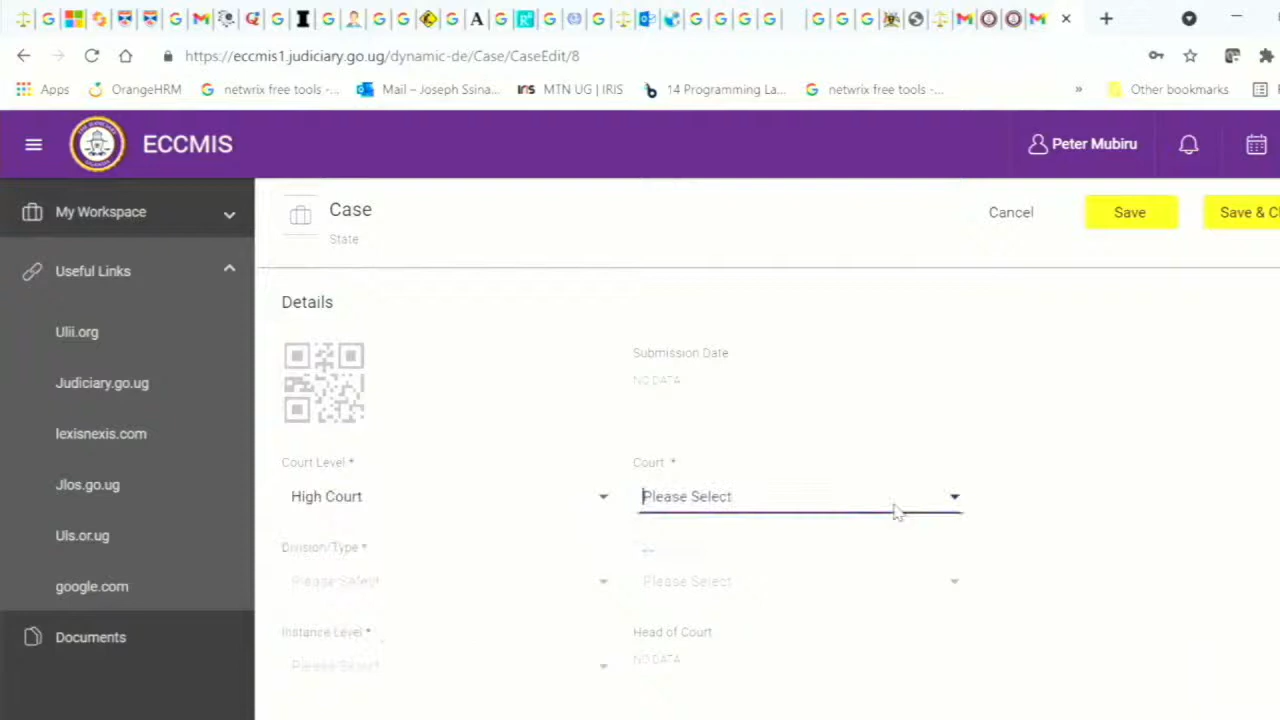 https://eccmis1.judiciary.go.ug/dynamic-de/Case/CaseEdit/8
Apps
OrangeHRM
netwrix free tools -...
Mail – Joseph Ssina...
MTN UG | IRIS
14 Programming La...
netwrix free tools -...
»
Other bookmarks
ECCMIS
Peter Mubiru
My Workspace
Case
State
Cancel
Save
Save & Cl
Useful Links
Details
Ulii.org
Judiciary.go.ug
lexisnexis.com
Jlos.go.ug
Uls.or.ug
google.com
Documents
Submission Date
NO DATA
Court Level *
Court *
High Court
Please Select
Division/Type *
Please Select
Please Select
Instance Level *
Head of Court
Please Select
NO DATA